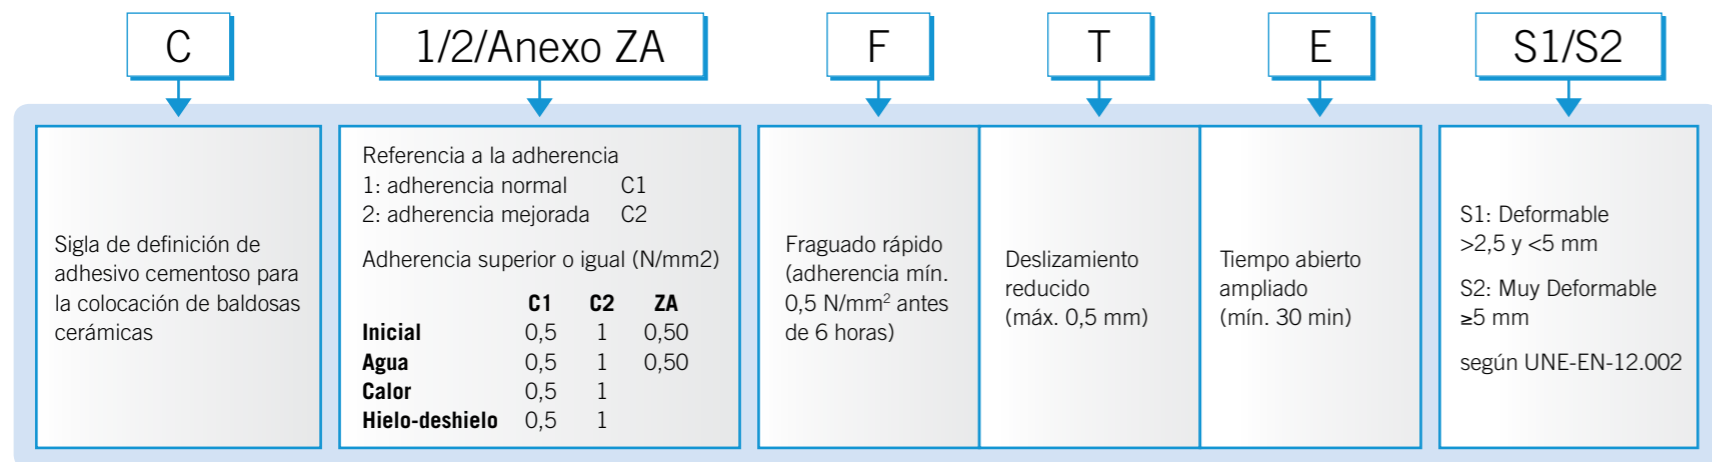 C
1/2/Anexo ZA
F
T
E
S1/S2
Sigla de definición de
adhesivo cementoso para
la colocación de baldosas
cerámicas
Referencia a la adherencia
1: adherencia normal C1
2: adherencia mejorada C2
Adherencia superior o igual (N/mm2)
C1 C2 ZA
Inicial 0,5 1 0,50
Agua 0,5 1 0,50
Calor 0,5 1
Hielo-deshielo 0,5 1
Fraguado rápido
(adherencia mín.
0,5 N/mm² antes
de 6 horas)
Deslizamiento
reducido
(máx. 0,5 mm)
Tiempo abierto
ampliado
(mín. 30 min)
S1: Deformable
>2,5 y <5 mm
S2: Muy Deformable
≥5 mm
según UNE-EN-12.002